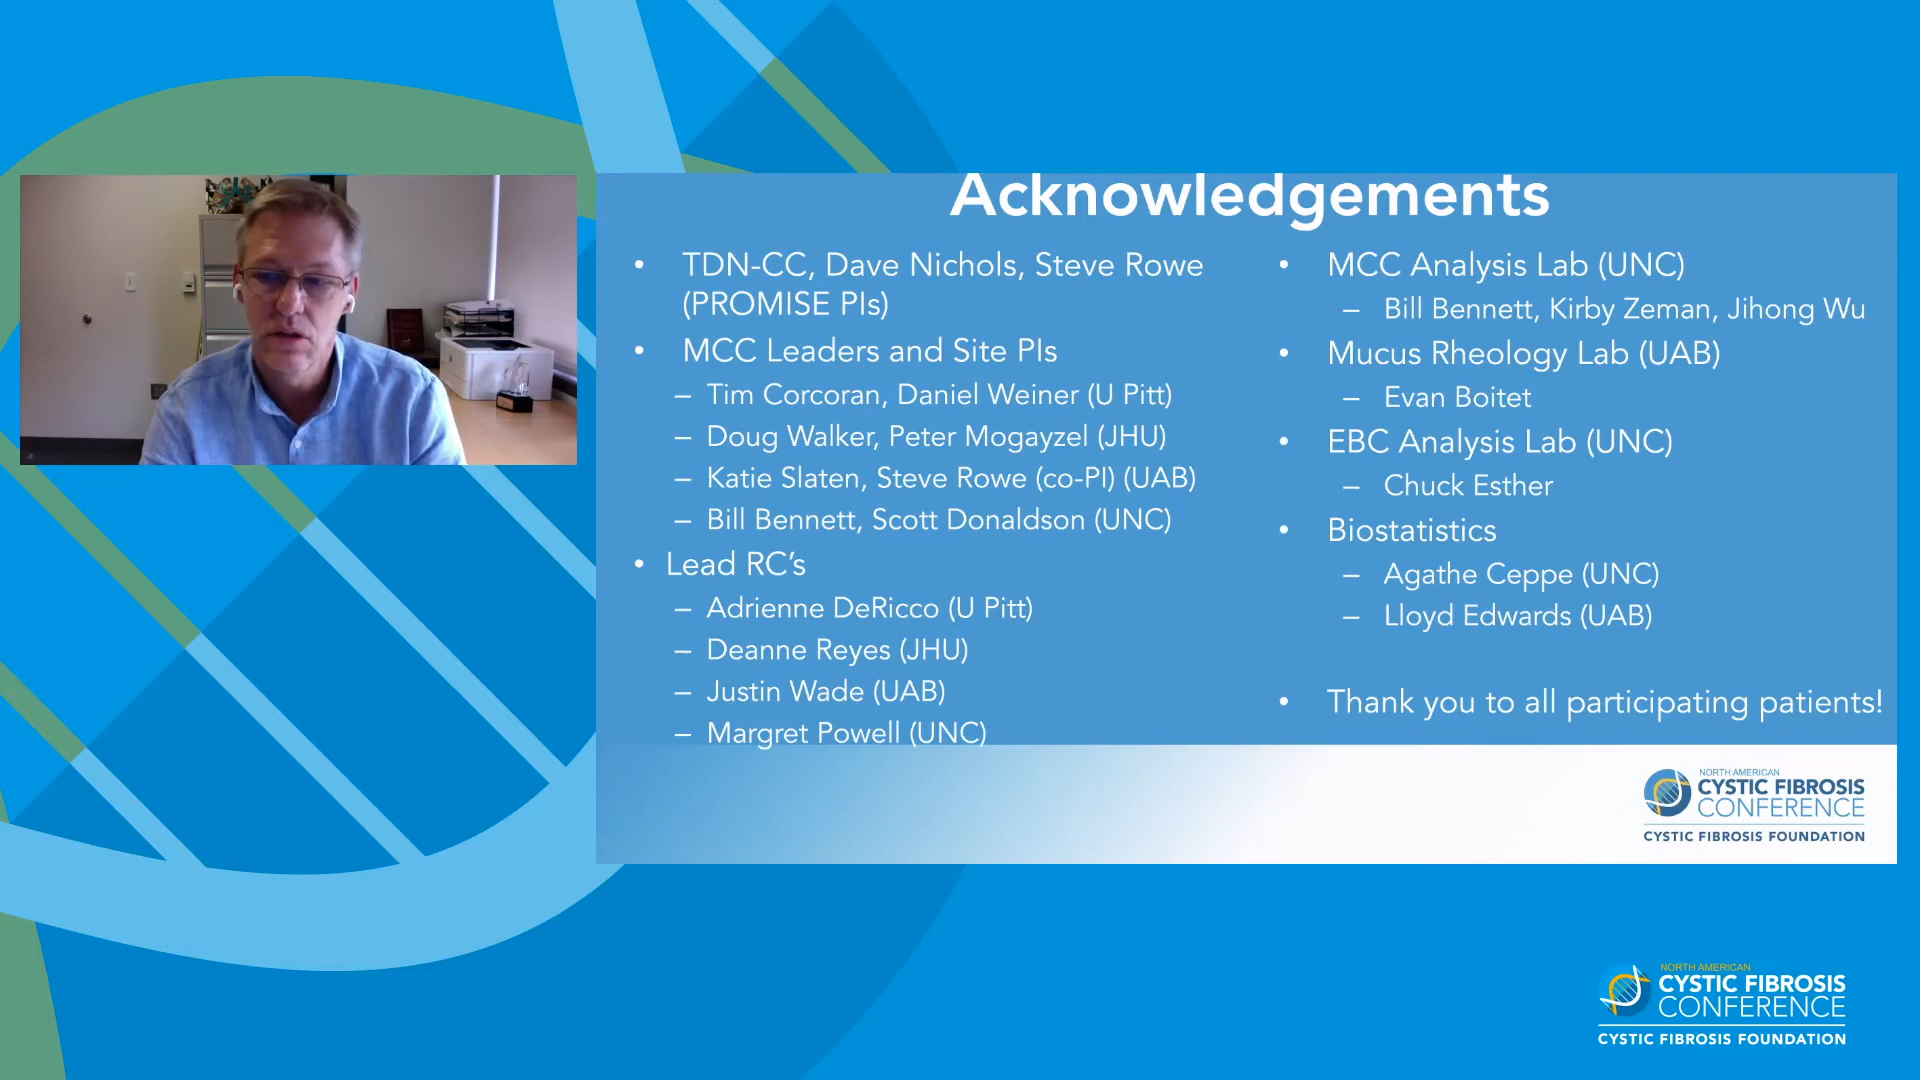 Acknowledgements
• TDN-CC, Dave Nichols, Steve Rowe
(PROMISE PIs)
• MCC Leaders and Site PIs
– Tim Corcoran, Daniel Weiner (U Pitt)
– Doug Walker, Peter Mogayzel (JHU)
– Katie Slaten, Steve Rowe (co-PI) (UAB)
– Bill Bennett, Scott Donaldson (UNC)
• Lead RC’s
– Adrienne DeRicco (U Pitt)
– Deanne Reyes (JHU)
– Justin Wade (UAB)
– Margret Powell (UNC)
• MCC Analysis Lab (UNC)
– Bill Bennett, Kirby Zeman, Jihong Wu
• Mucus Rheology Lab (UAB)
– Evan Boitet
• EBC Analysis Lab (UNC)
– Chuck Esther
• Biostatistics
– Agathe Ceppe (UNC)
– Lloyd Edwards (UAB)
• Thank you to all participating patients!
NORTH AMERICAN
CYSTIC FIBROSIS
CONFERENCE
CYSTIC FIBROSIS FOUNDATION
NORTH AMERICAN
CYSTIC FIBROSIS
CONFERENCE
CYSTIC FIBROSIS FOUNDATION